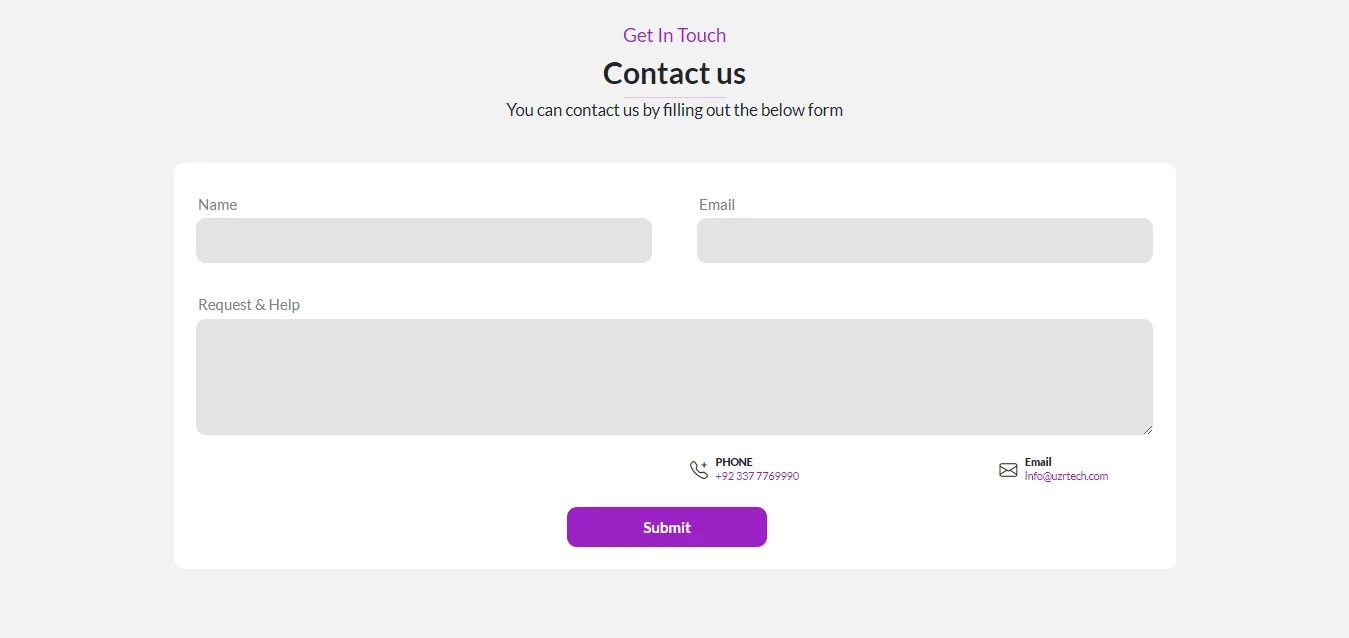 Get In Touch
Contact us
You can contact us by filling out the below form
Name
Email
Request & Help
PHONE
+92 337 7769990
Email
info@uzrtech.com
Submit